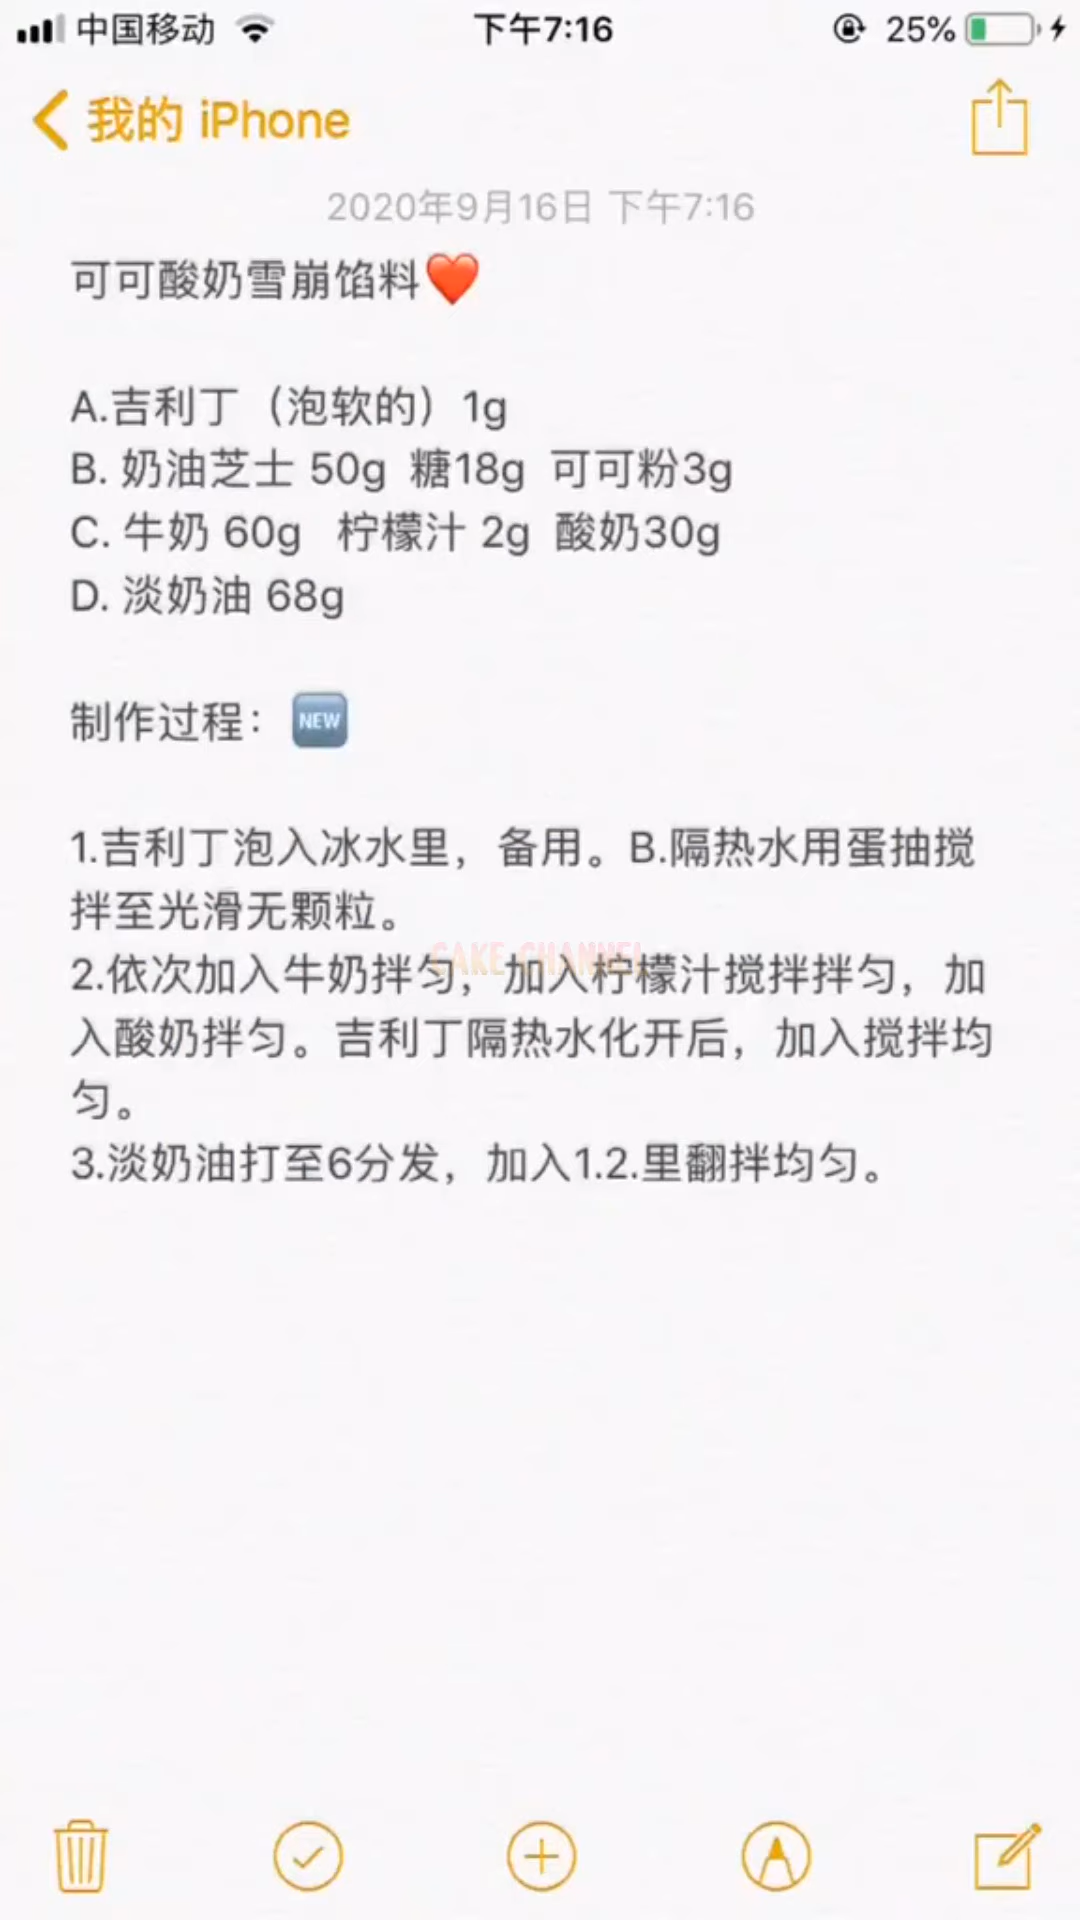 中国移动 下午7:16 25%
我的 iPhone
2020年9月16日 下午7:16
可可酸奶雪崩馅料❤️
A.吉利丁（泡软的）1g
B. 奶油芝士 50g 糖18g 可可粉3g
C. 牛奶 60g 柠檬汁 2g 酸奶30g
D. 淡奶油 68g
制作过程： 🆕
1.吉利丁泡入冰水里，备用。B.隔热水用蛋抽搅
拌至光滑无颗粒。
CAKE CHANNEL
2.依次加入牛奶拌匀，加入柠檬汁搅拌拌匀，加
入酸奶拌匀。吉利丁隔热水化开后，加入搅拌均
匀。
3.淡奶油打至6分发，加入1.2.里翻拌均匀。